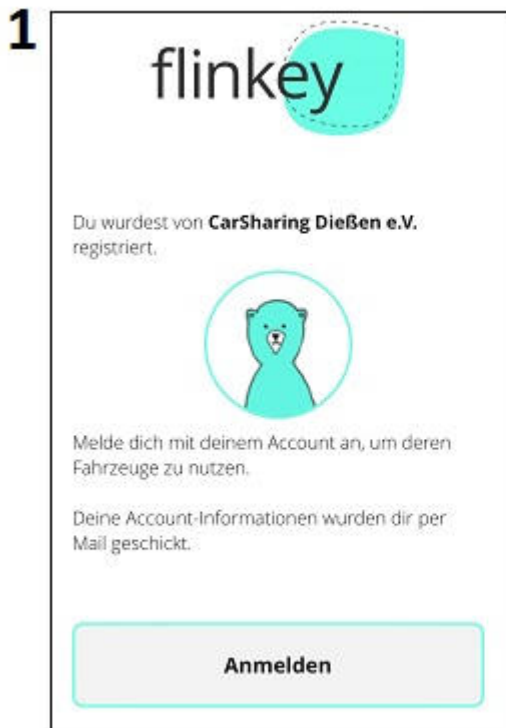 1
flinkey
Du wurdest von CarSharing Dießen e.V.
registriert.
Melde dich mit deinem Account an, um deren
Fahrzeuge zu nutzen.
Deine Account-Informationen wurden dir per
Mail geschickt.
Anmelden